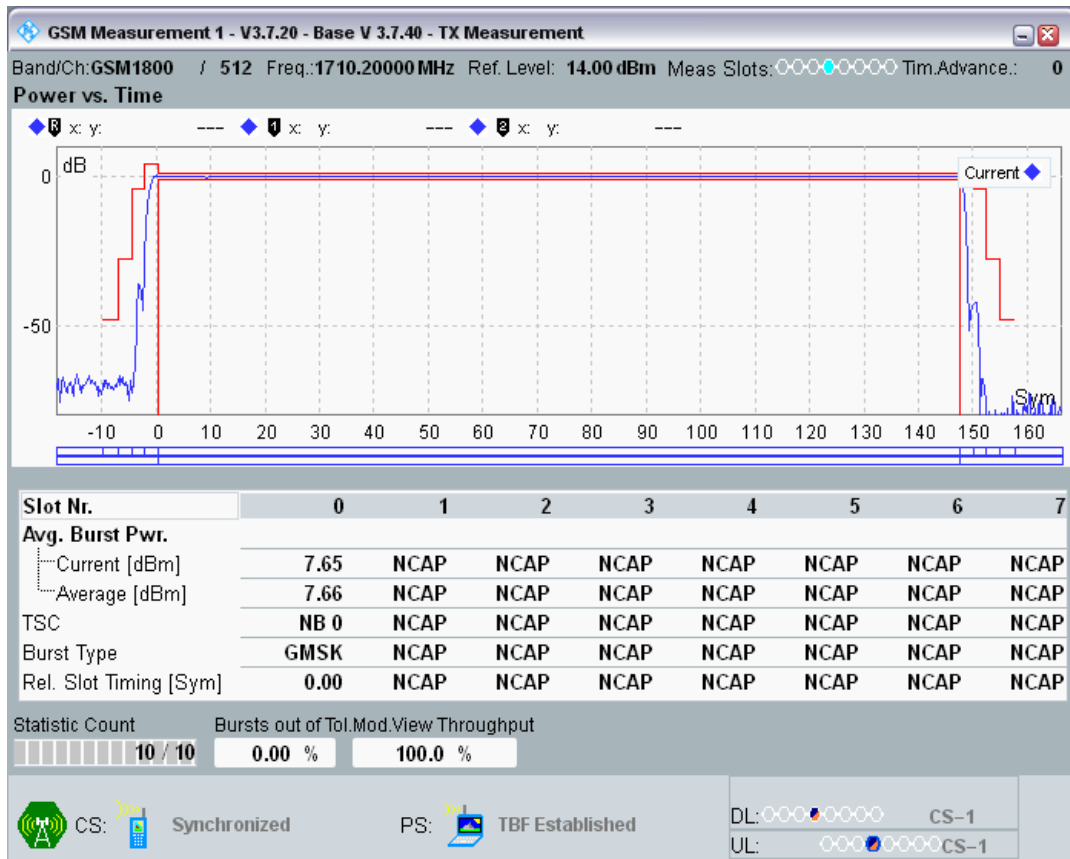 GSM Measurement 1 - V3.7.20 - Base V 3.7.40 - TX Measurement
Band/Ch:GSM1800 / 512 Freq.:1710.20000 MHz Ref. Level: 14.00 dBm Meas Slots: Tim.Advance.: 0
Power vs. Time
R x: y: --- 1 x: y: --- 2 x: y: ---
dB
Current
0
-50
Sym
-10 0 10 20 30 40 50 60 70 80 90 100 110 120 130 140 150 160
Slot Nr. 0 1 2 3 4 5 6 7
Avg. Burst Pwr.
Current [dBm] 7.65 NCAP NCAP NCAP NCAP NCAP NCAP NCAP
Average [dBm] 7.66 NCAP NCAP NCAP NCAP NCAP NCAP NCAP
TSC NB 0 NCAP NCAP NCAP NCAP NCAP NCAP NCAP
Burst Type GMSK NCAP NCAP NCAP NCAP NCAP NCAP NCAP
Rel. Slot Timing [Sym] 0.00 NCAP NCAP NCAP NCAP NCAP NCAP NCAP
Statistic Count Bursts out of Tol.Mod.View Throughput
10 / 10 0.00 % 100.0 %
CS: Synchronized PS: TBF Established
DL: CS-1
UL: CS-1